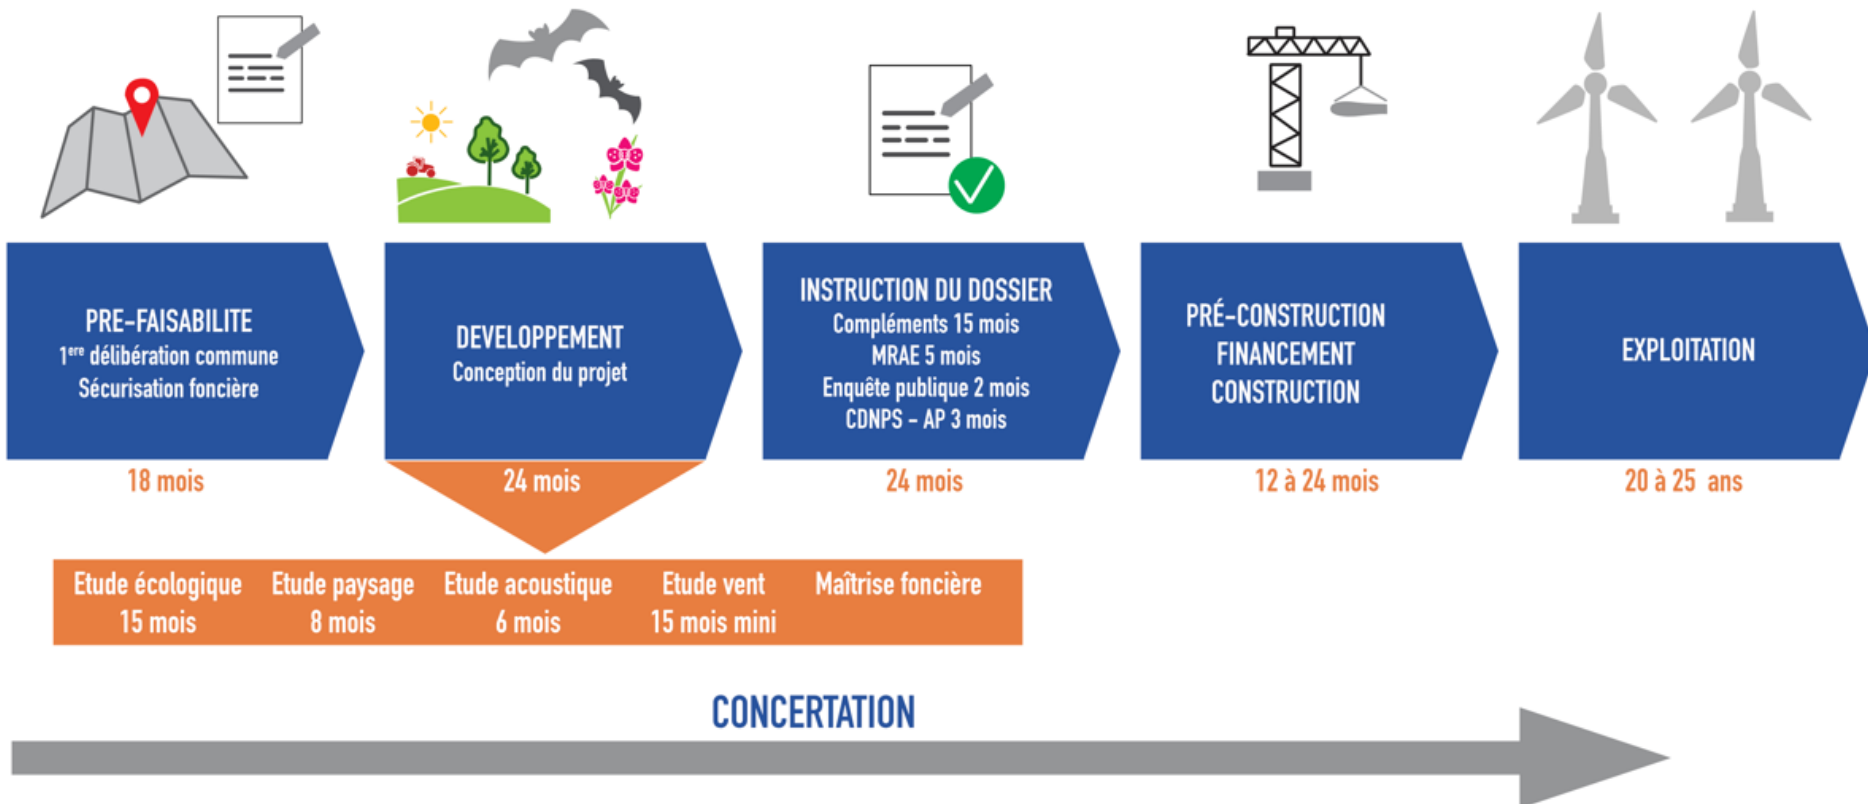 PRE-FAISABILITE
1ere délibération commune
Sécurisation foncière
18 mois
DEVELOPPEMENT
Conception du projet
24 mois
INSTRUCTION DU DOSSIER
Compléments 15 mois
MRAE 5 mois
Enquête publique 2 mois
CDNPS – AP 3 mois
24 mois
PRÉ-CONSTRUCTION
FINANCEMENT
CONSTRUCTION
12 à 24 mois
EXPLOITATION
20 à 25 ans
Etude écologique
15 mois
Etude paysage
8 mois
Etude acoustique
6 mois
Etude vent
15 mois mini
Maîtrise foncière
CONCERTATION